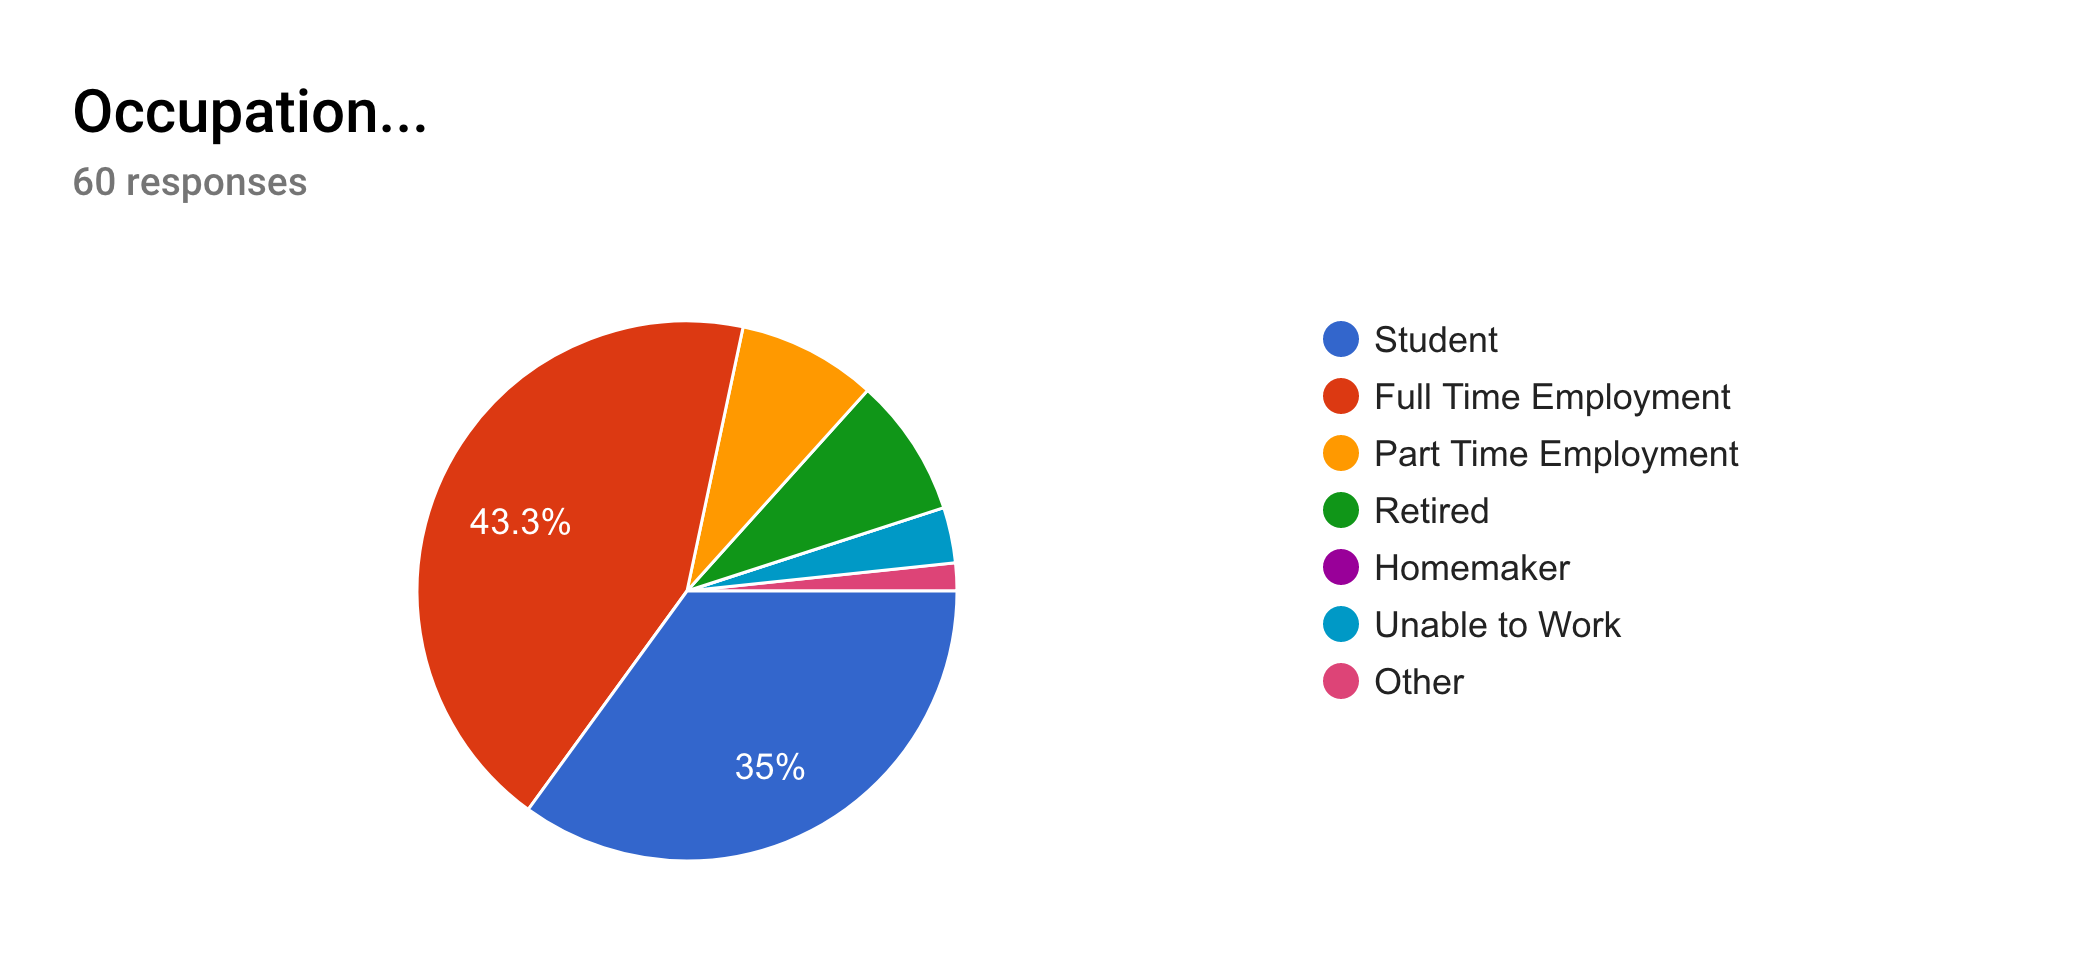 Occupation...
60 responses
43.3%
35%
Student
Full Time Employment
Part Time Employment
Retired
Homemaker
Unable to Work
Other